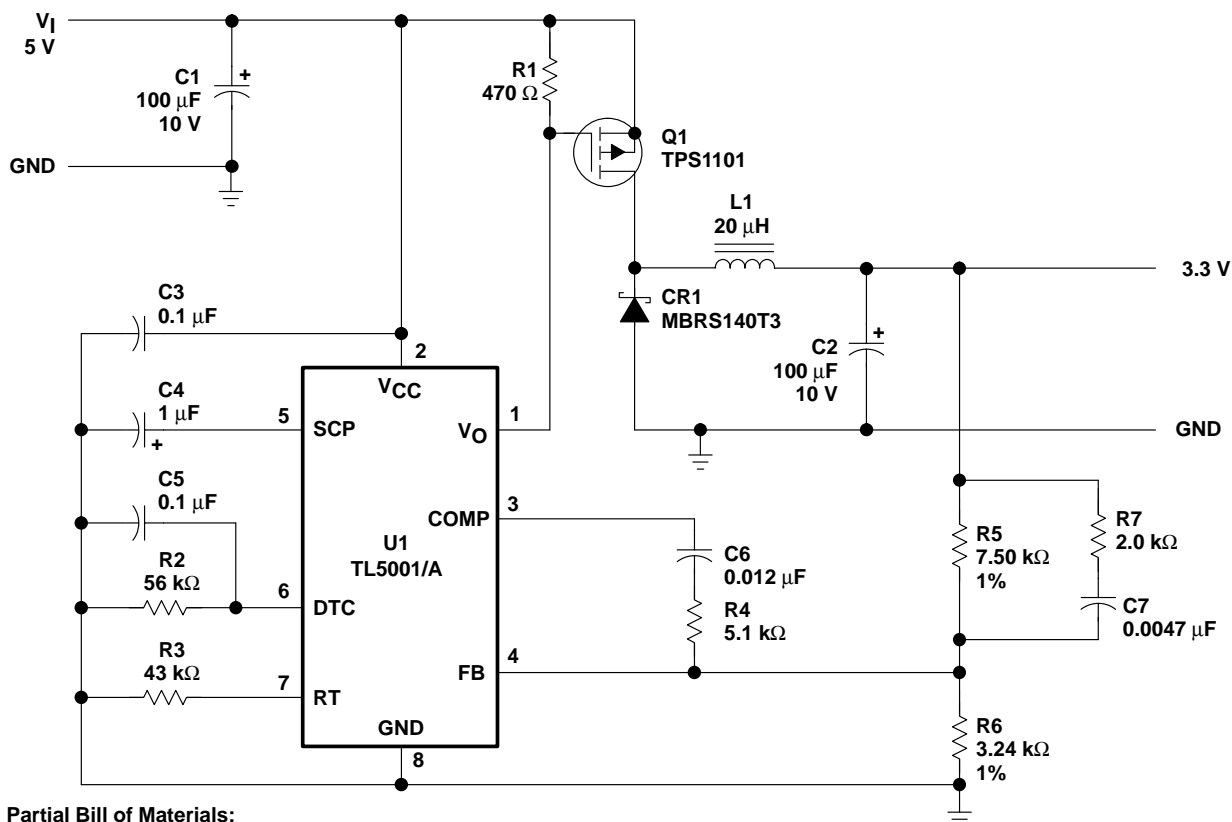 VI
5 V
C1
100 μF
10 V
+
GND
R1
470 Ω
Q1
TPS1101
L1
20 μH
3.3 V
CR1
MBRS140T3
C2
100 μF
10 V
+
GND
C3
0.1 μF
2
VCC
C4
1 μF
+
5
SCP
VO
1
C5
0.1 μF
COMP
3
U1
TL5001/A
R2
56 kΩ
6
DTC
C6
0.012 μF
R4
5.1 kΩ
R5
7.50 kΩ
1%
R7
2.0 kΩ
C7
0.0047 μF
R3
43 kΩ
7
RT
FB
4
GND
8
R6
3.24 kΩ
1%
Partial Bill of Materials: